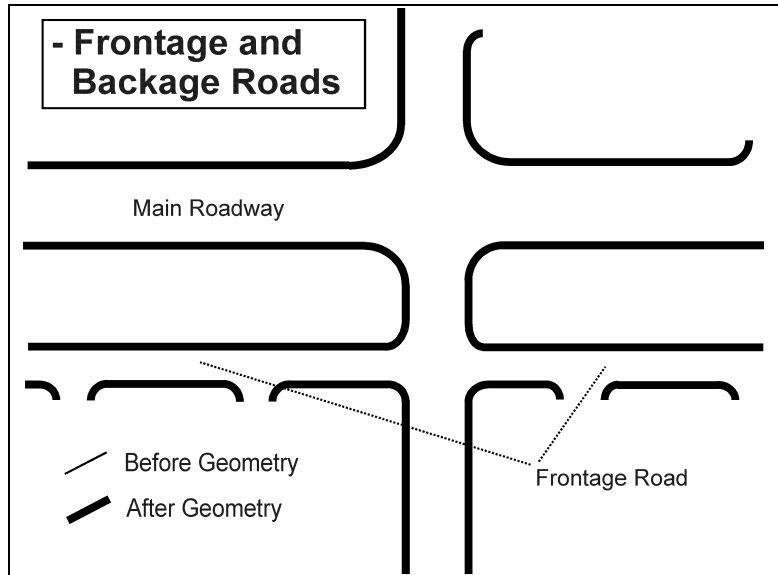 - Frontage and
Backage Roads
Main Roadway
Before Geometry
After Geometry
Frontage Road